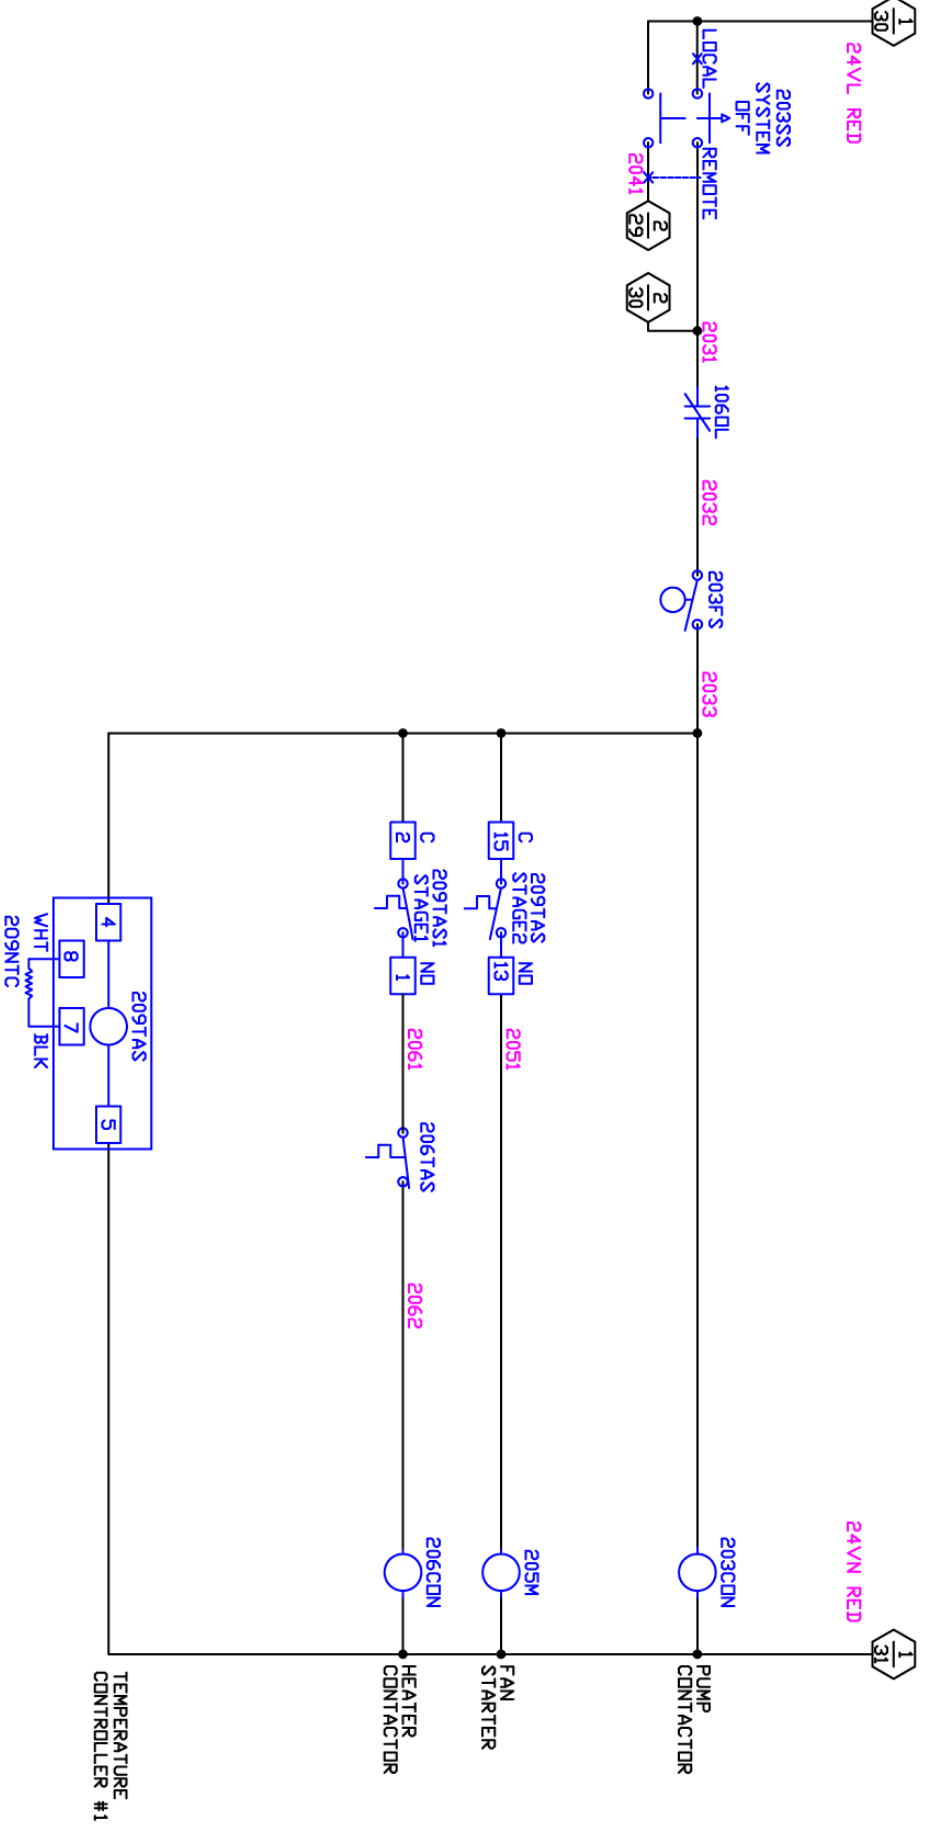 1
30
24VL RED
24VN RED
1
31
203SS
SYSTEM
OFF
LOCAL
REMOTE
2041
2
29
2
30
2031
106OL
2032
203FS
2033
203CON
PUMP
CONTACTOR
C
15
209TAS
STAGE2
NO
13
2051
205M
FAN
STARTER
C
2
209TAS1
STAGE1
NO
1
2061
206TAS
2062
206CON
HEATER
CONTACTOR
209TAS
4
5
8
7
WHT
BLK
209NTC
TEMPERATURE
CONTROLLER #1